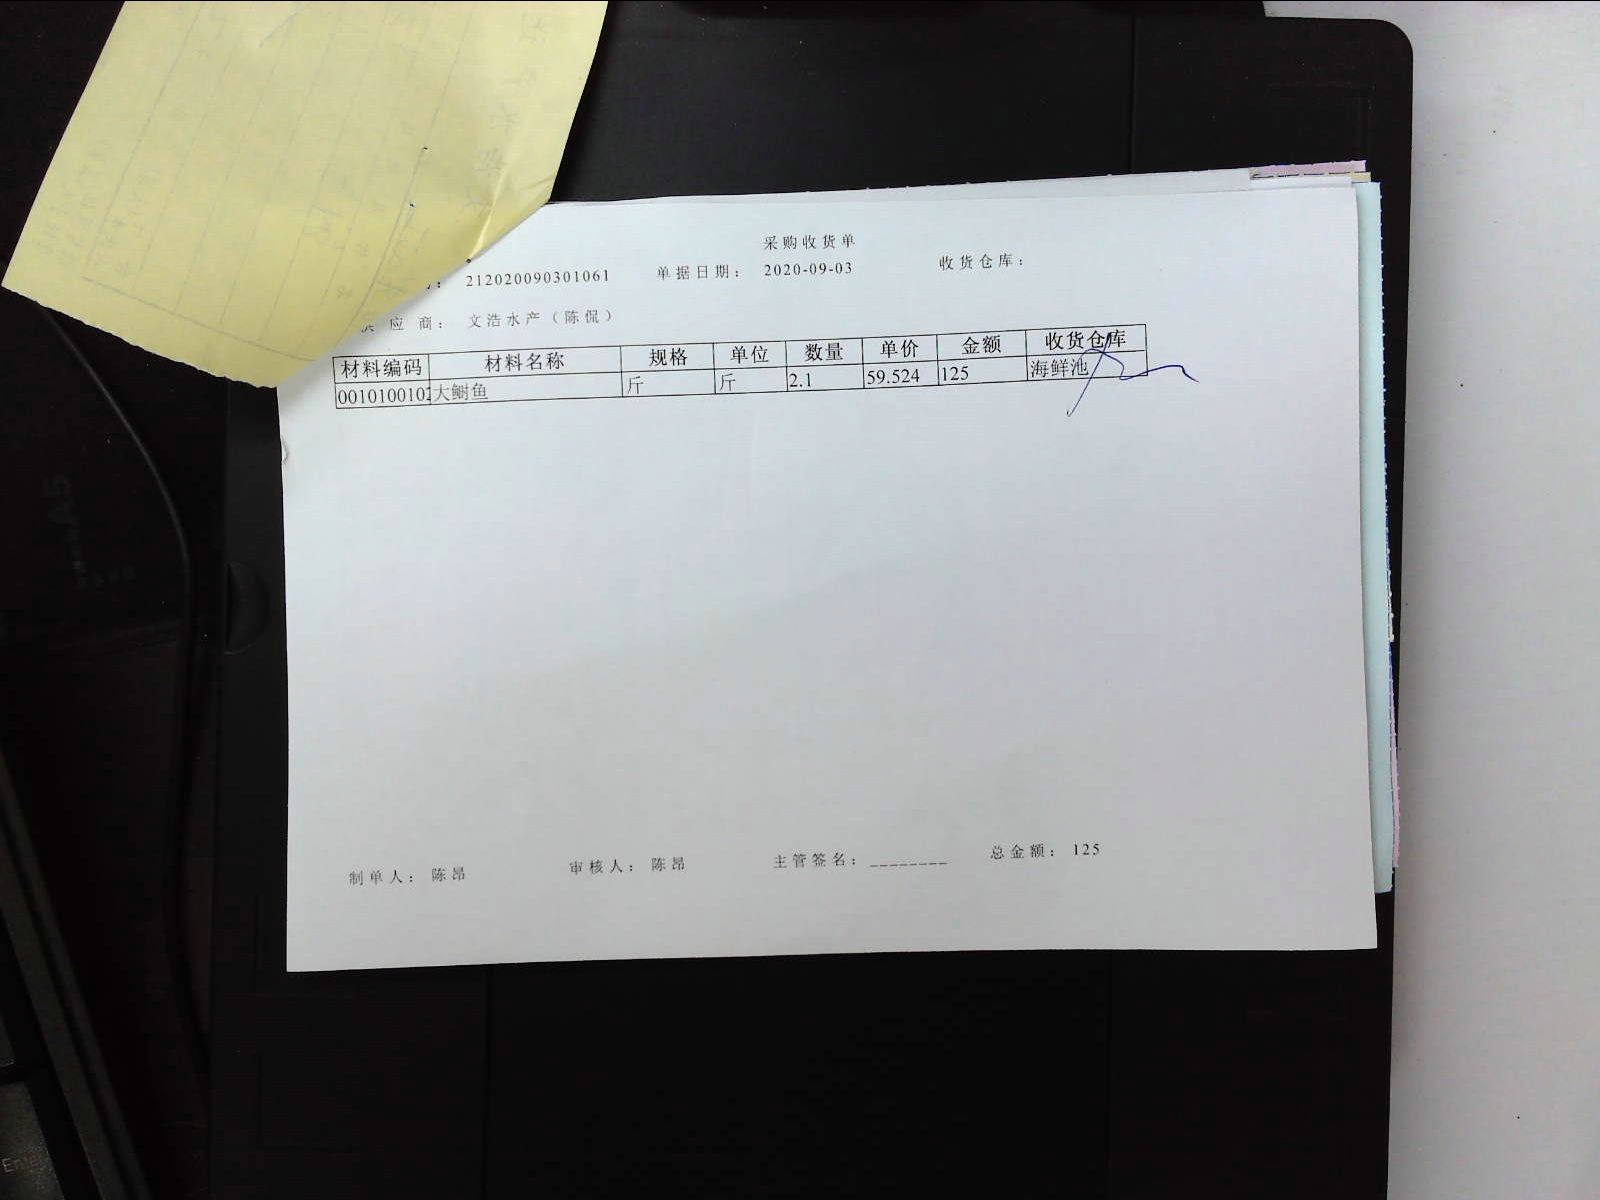 采购收货单
212020090301061 单据日期： 2020-09-03 收货仓库：
应商： 文浩水产（陈侃）
材料编码 材料名称 规格 单位 数量 单价 金额 收货仓库
0010100102 大鲥鱼 斤 斤 2.1 59.524 125 海鲜池
制单人： 陈昂 审核人： 陈昂 主管签名：________ 总金额： 125